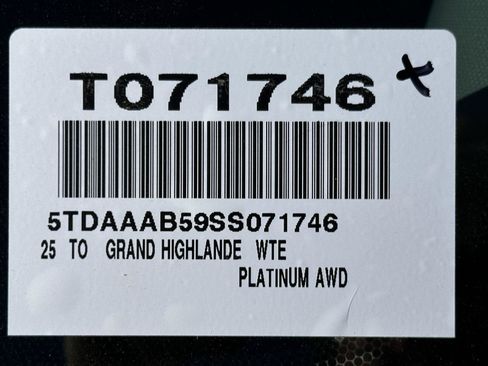 T071746 X
5TDAAAB59SS071746
25 TO GRAND HIGHLANDE WTE
PLATINUM AWD